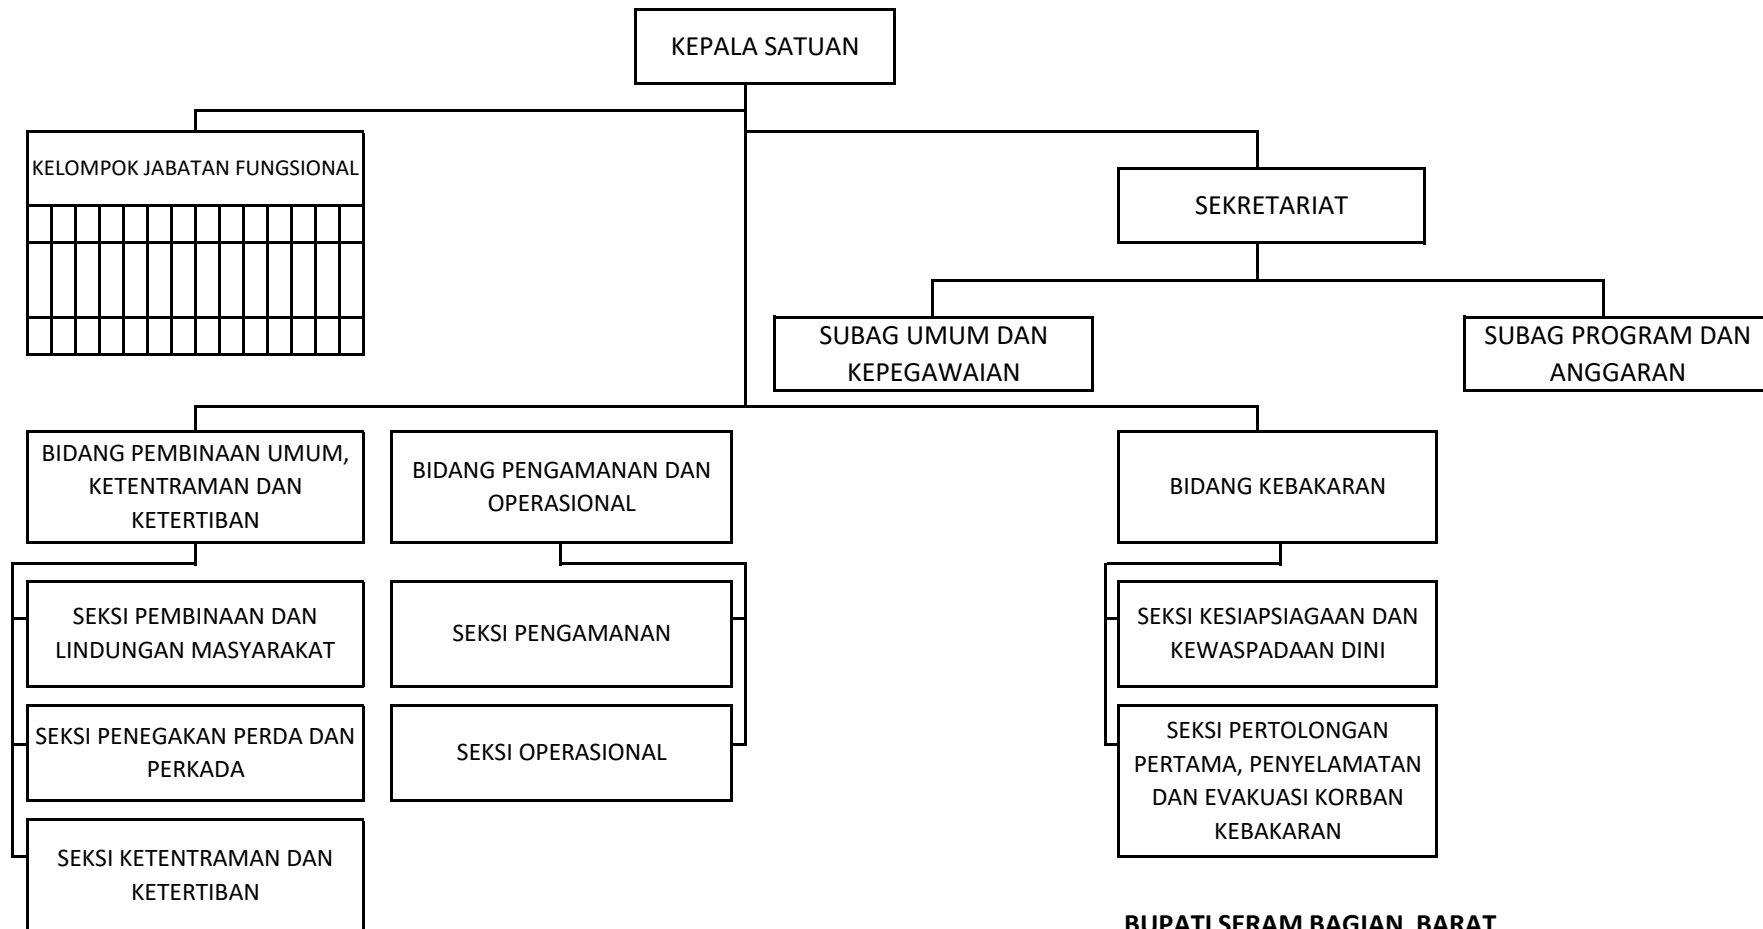 KEPALA SATUAN
KELOMPOK JABATAN FUNGSIONAL
SEKRETARIAT
SUBAG UMUM DAN
KEPEGAWAIAN
SUBAG PROGRAM DAN
ANGGARAN
BIDANG PEMBINAAN UMUM,
KETENTRAMAN DAN
KETERTIBAN
BIDANG PENGAMANAN DAN
OPERASIONAL
BIDANG KEBAKARAN
SEKSI PEMBINAAN DAN
LINDUNGAN MASYARAKAT
SEKSI PENGAMANAN
SEKSI KESIAPSIAGAAN DAN
KEWASPADAAN DINI
SEKSI PENEGAKAN PERDA DAN
PERKADA
SEKSI OPERASIONAL
SEKSI PERTOLONGAN
PERTAMA, PENYELAMATAN
DAN EVAKUASI KORBAN
KEBAKARAN
SEKSI KETENTRAMAN DAN
KETERTIBAN
BUPATI SERAM BAGIAN BARAT